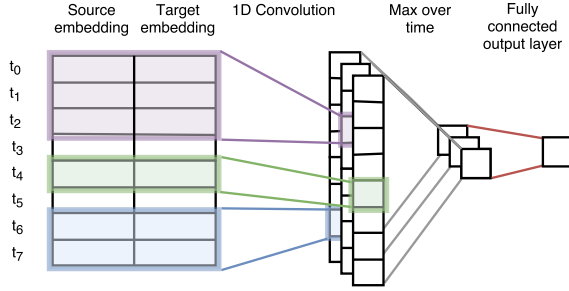 Source embedding
Target embedding
1D Convolution
Max over time
Fully connected output layer
t0
t1
t2
t3
t4
t5
t6
t7